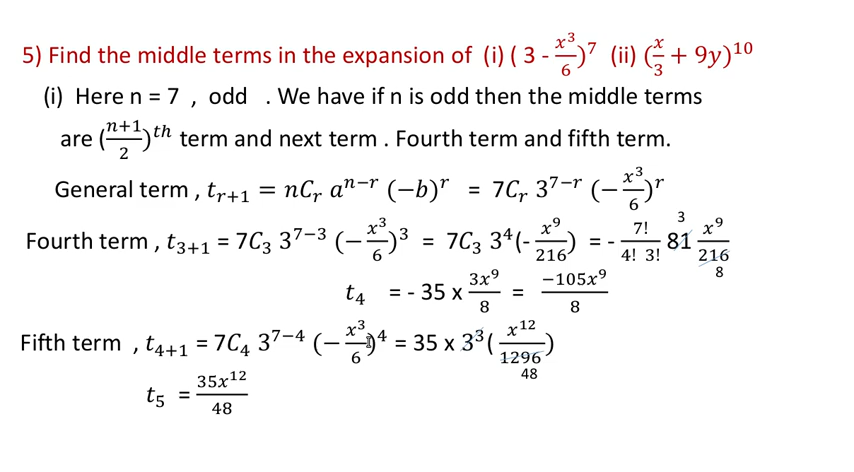 5) Find the middle terms in the expansion of (i) ( 3 - x³/6 )⁷ (ii) (x/3 + 9y)¹⁰
(i) Here n = 7 , odd . We have if n is odd then the middle terms
are ((n+1)/2)ᵗʰ term and next term . Fourth term and fifth term.
General term , tᵣ₊₁ = nCᵣ aⁿ⁻ʳ (−b)ʳ = 7Cᵣ 3⁷⁻ʳ (−x³/6)ʳ
Fourth term , t₃₊₁ = 7C₃ 3⁷⁻³ (−x³/6)³ = 7C₃ 3⁴(- x⁹/216) = - 7!/(4! 3!) 81 3 x⁹/216 8
t₄ = - 35 x 3x⁹/8 = −105x⁹/8
Fifth term , t₄₊₁ = 7C₄ 3⁷⁻⁴ (−x³/6)⁴ = 35 x 3³( x¹²/1296 ) 48
t₅ = 35x¹²/48